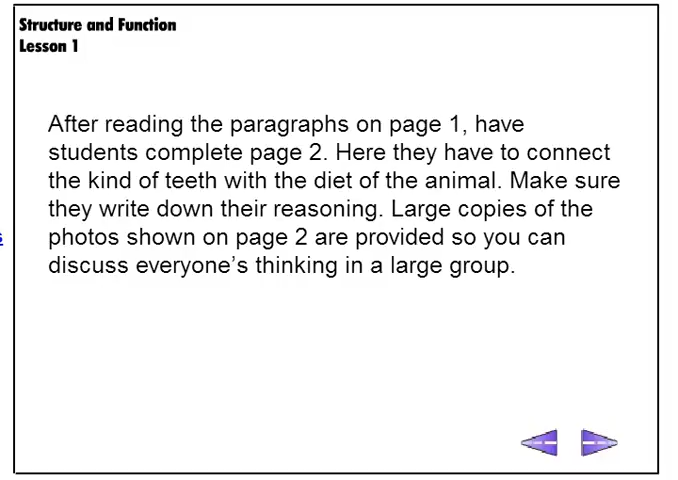 Structure and Function
Lesson 1
After reading the paragraphs on page 1, have
students complete page 2. Here they have to connect
the kind of teeth with the diet of the animal. Make sure
they write down their reasoning. Large copies of the
photos shown on page 2 are provided so you can
discuss everyone’s thinking in a large group.